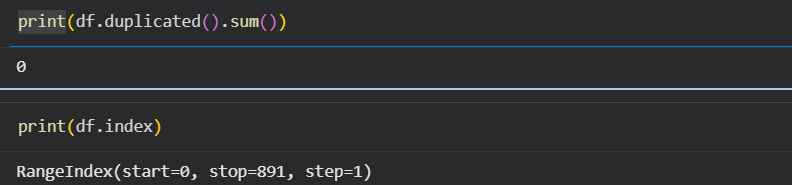 print(df.duplicated().sum())
0
print(df.index)
RangeIndex(start=0, stop=891, step=1)